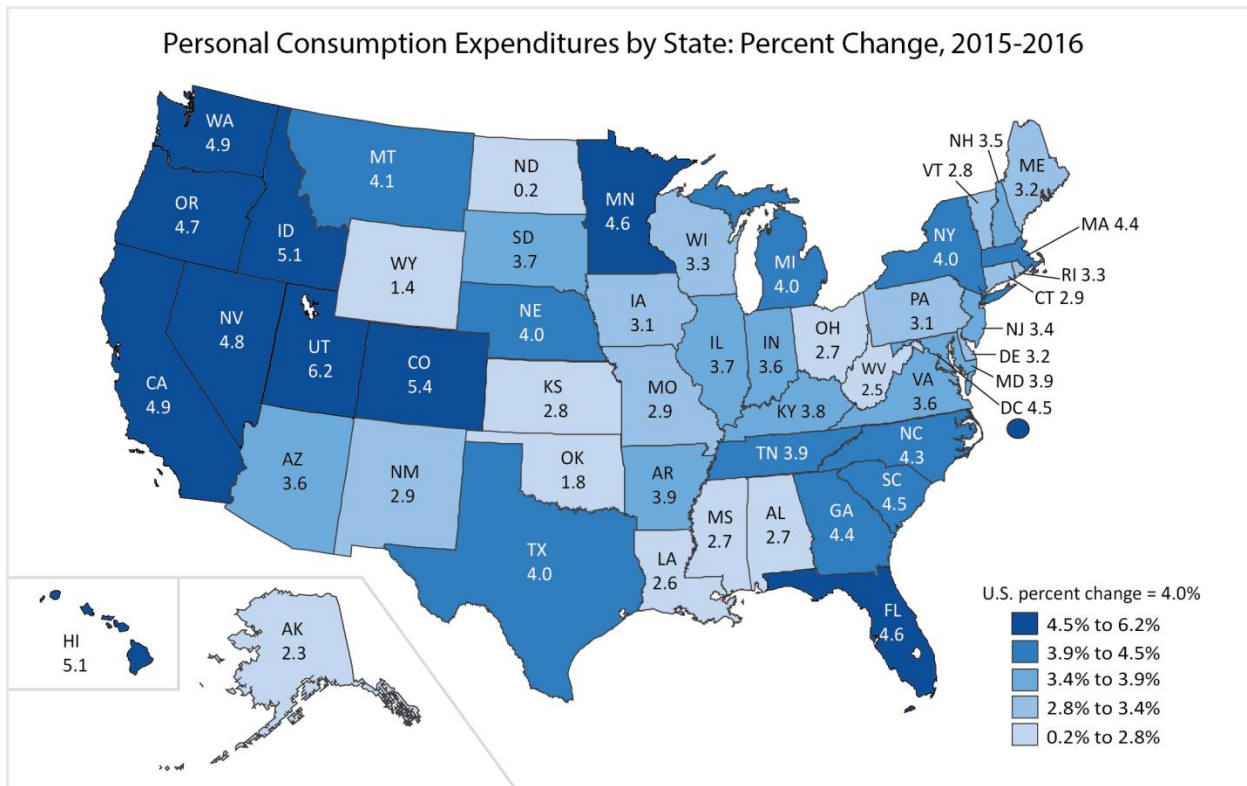 Personal Consumption Expenditures by State: Percent Change, 2015-2016
WA
4.9
OR
4.7
CA
4.9
NV
4.8
ID
5.1
MT
4.1
WY
1.4
UT
6.2
CO
5.4
AZ
3.6
NM
2.9
ND
0.2
SD
3.7
NE
4.0
KS
2.8
OK
1.8
TX
4.0
MN
4.6
IA
3.1
MO
2.9
AR
3.9
LA
2.6
WI
3.3
IL
3.7
MI
4.0
IN
3.6
OH
2.7
KY 3.8
TN 3.9
MS
2.7
AL
2.7
GA
4.4
FL
4.6
SC
4.5
NC
4.3
VA
3.6
WV
2.5
PA
3.1
NY
4.0
VT 2.8
NH 3.5
ME
3.2
MA 4.4
RI 3.3
CT 2.9
NJ 3.4
DE 3.2
MD 3.9
DC 4.5
HI
5.1
AK
2.3
U.S. percent change = 4.0%
4.5% to 6.2%
3.9% to 4.5%
3.4% to 3.9%
2.8% to 3.4%
0.2% to 2.8%